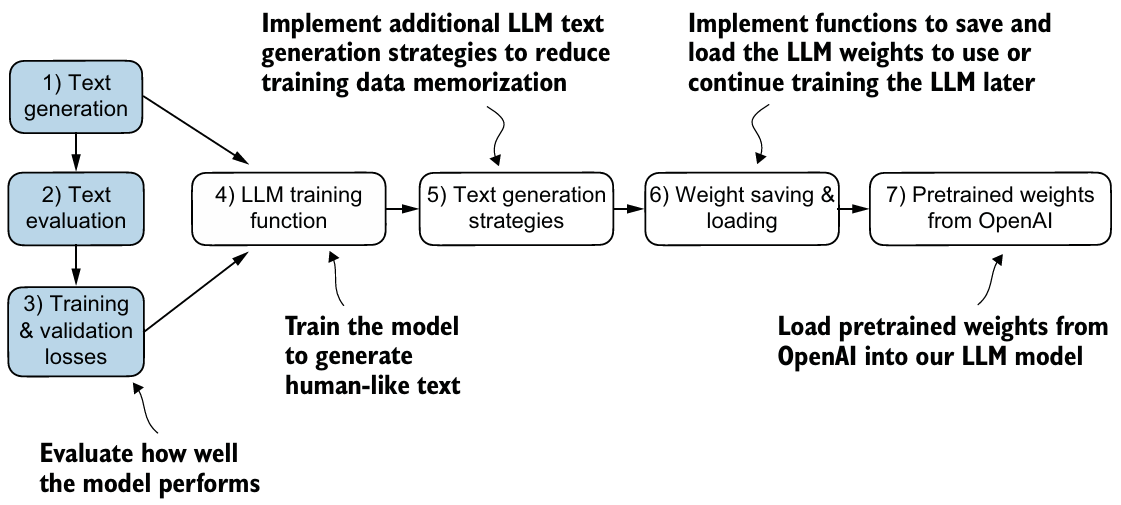 Implement additional LLM text
generation strategies to reduce
training data memorization
Implement functions to save and
load the LLM weights to use or
continue training the LLM later
1) Text
generation
2) Text
evaluation
3) Training
& validation
losses
4) LLM training
function
5) Text generation
strategies
6) Weight saving &
loading
7) Pretrained weights
from OpenAI
Train the model
to generate
human-like text
Load pretrained weights from
OpenAI into our LLM model
Evaluate how well
the model performs